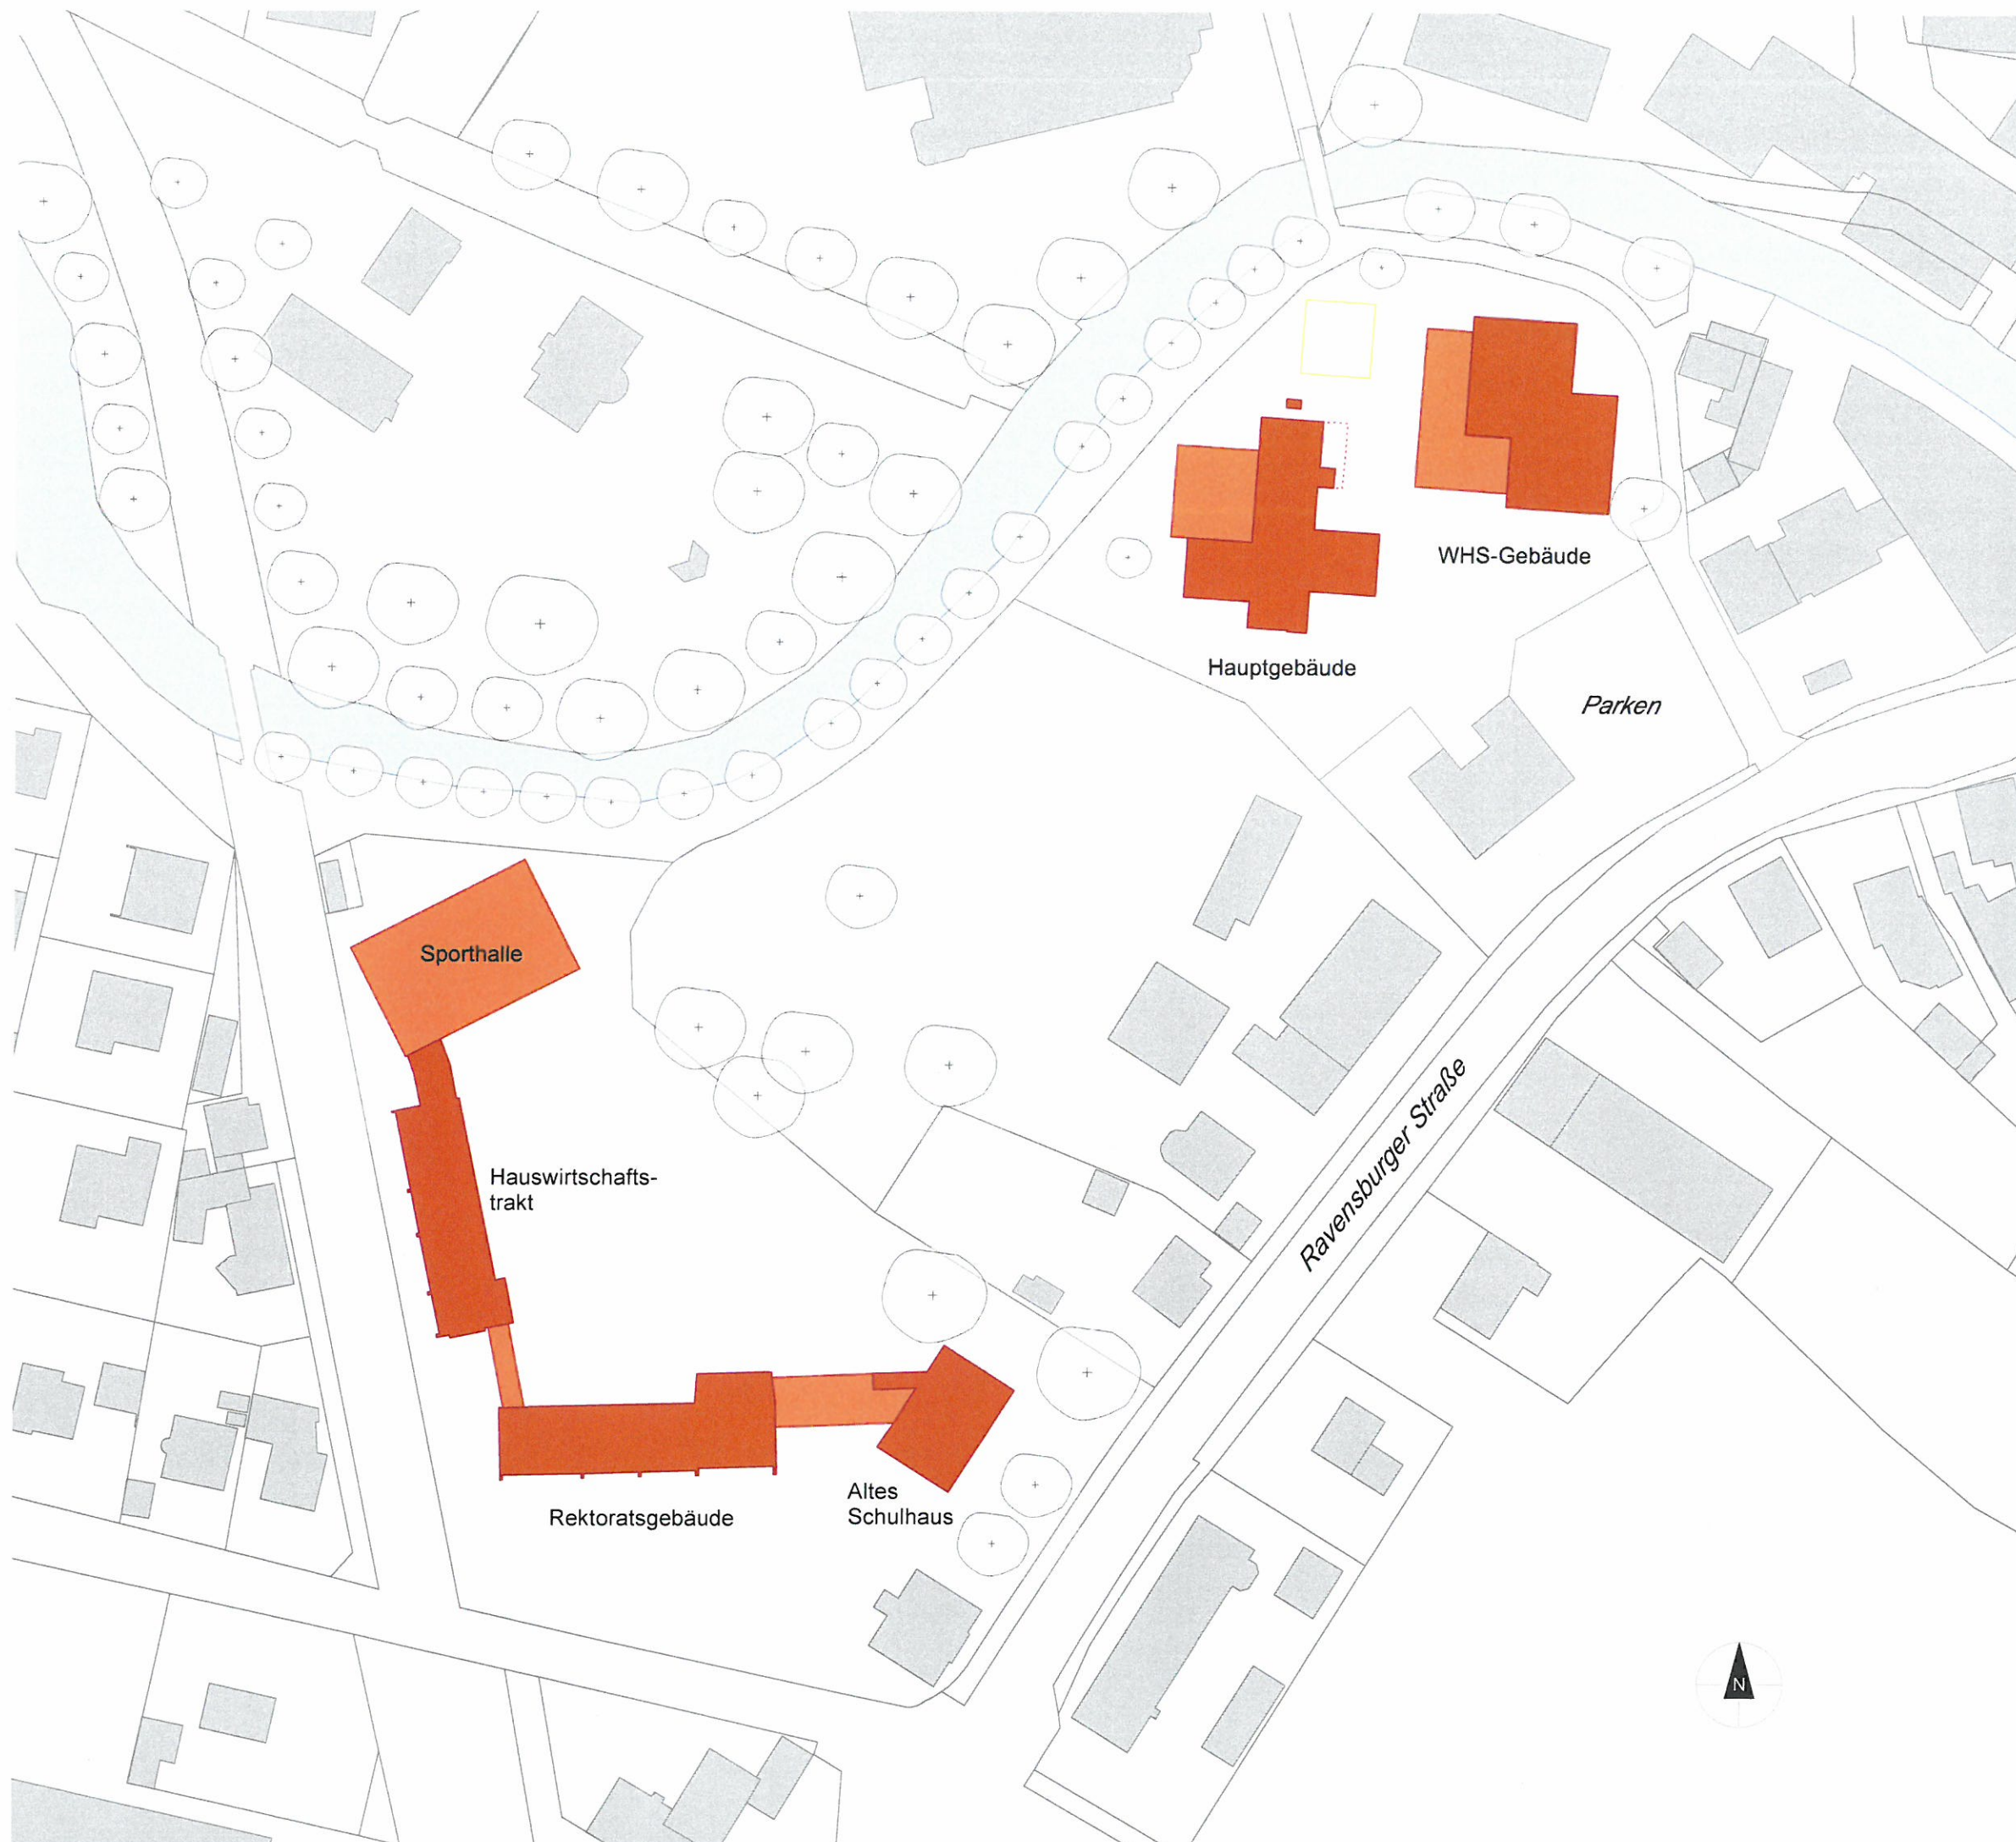 WHS-Gebäude
Hauptgebäude
Parken
Sporthalle
Ravensburger Straße
Hauswirtschafts-
trakt
Rektoratsgebäude
Altes
Schulhaus
N